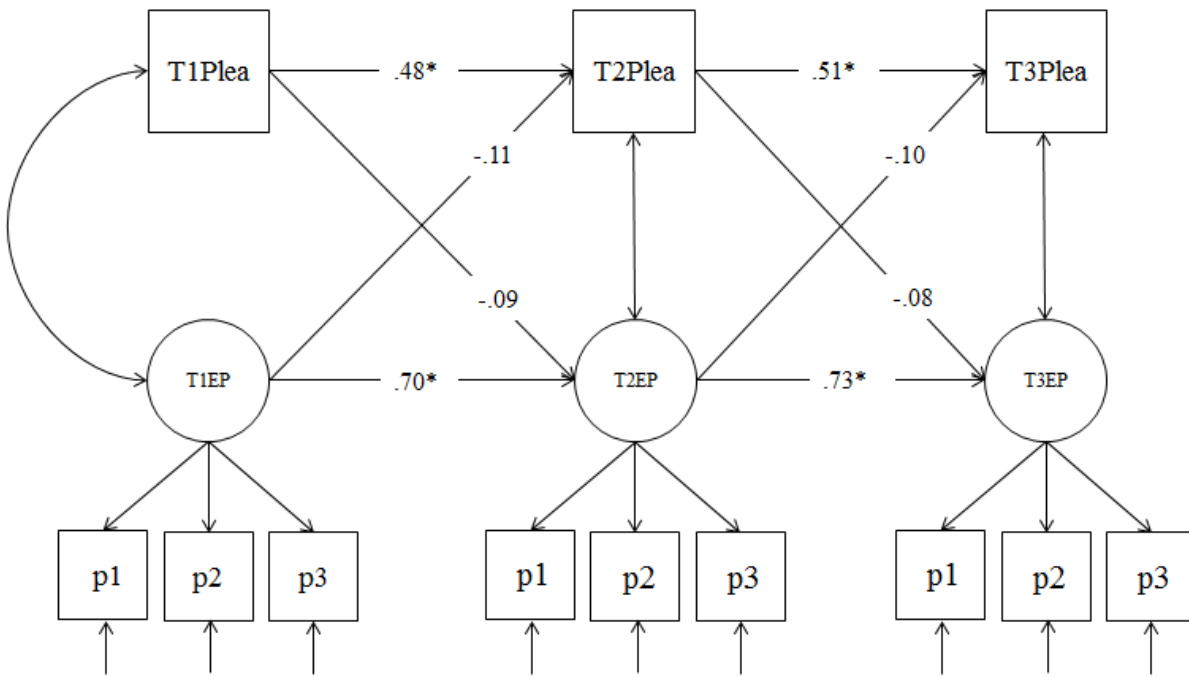 T1Plea
.48*
T2Plea
.51*
T3Plea
-.11
-.10
-.09
-.08
T1EP
.70*
T2EP
.73*
T3EP
p1
p2
p3
p1
p2
p3
p1
p2
p3